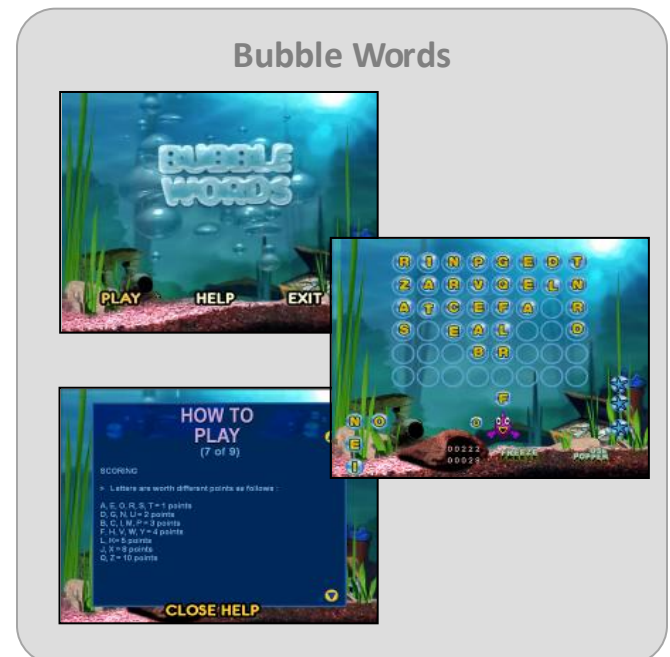 Bubble Words
BUBBLE
WORDS
PLAY HELP EXIT
R I N P G E D T
Z A R V Q E L N
A T C E F A R
S E A L O
B R
F
N O
E
I
O
00222
00029
FREEZE
USE
POPPER
HOW TO
PLAY
(7 of 9)
SCORING
> Letters are worth different points as follows :
A, E, O, R, S, T = 1 points
D, G, N, U = 2 points
B, C, I, M, P = 3 points
F, H, V, W, Y = 4 points
L, K= 5 points
J, X = 8 points
Q, Z = 10 points
CLOSE HELP